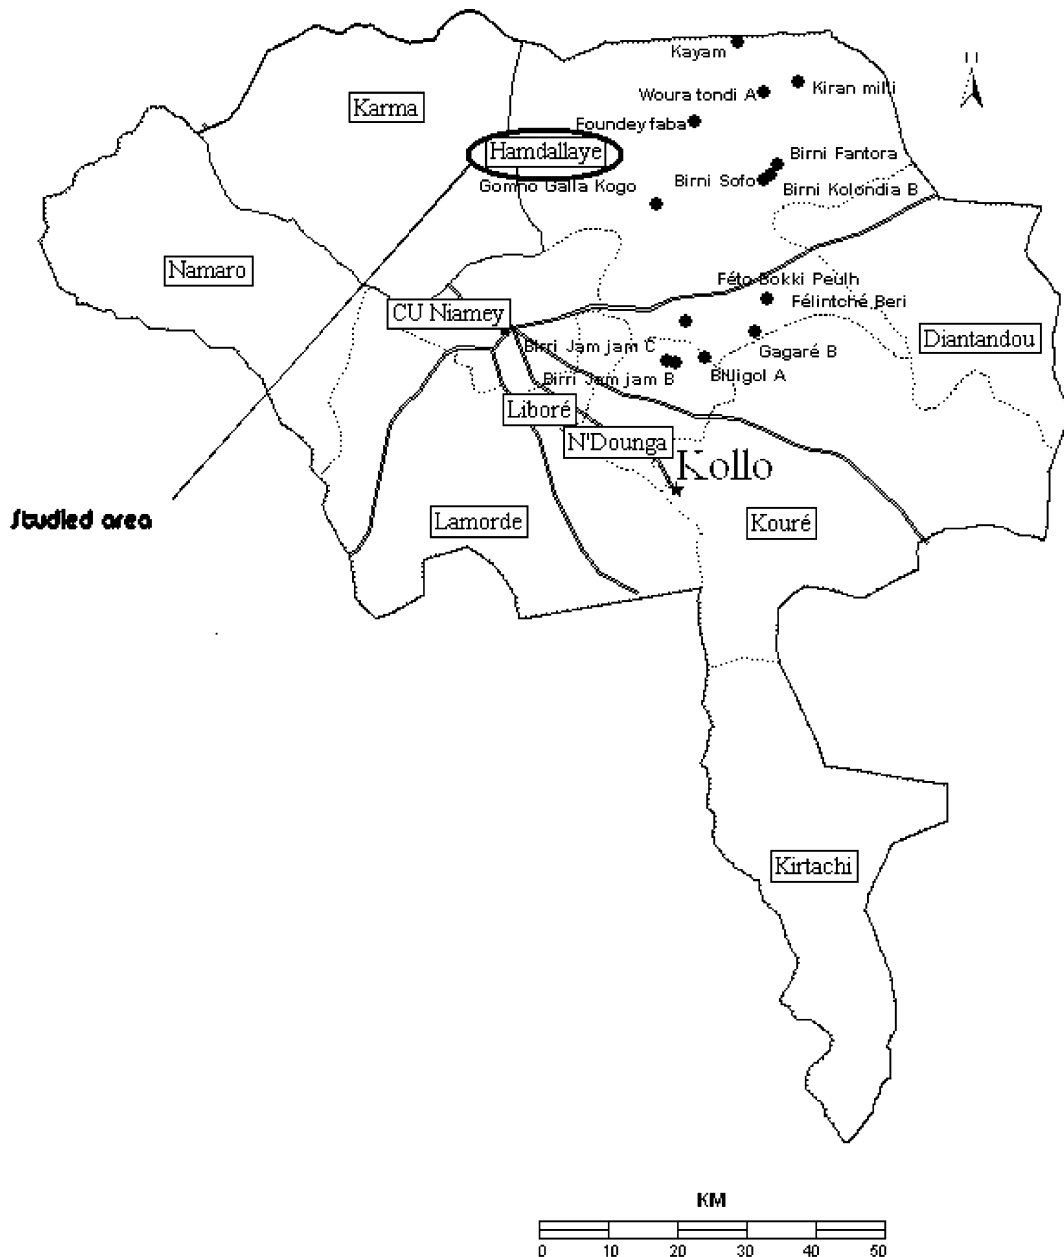 Kayam
Kiran milli
Woura tondi A
Karma
Foundey faba
Hamdallaye
Birni Fantora
Gomno Galla Kogo
Birni Sofo
Birni Kolondia B
Namaro
Féto Bokki Peulh
Félintché Beri
CU Niamey
Diantandou
Birri Jam jam C
Gagaré B
Birri Jam jam B
Billigol A
Liboré
N'Dounga
Kollo
Studied area
Lamorde
Kouré
Kirtachi
KM
0 10 20 30 40 50